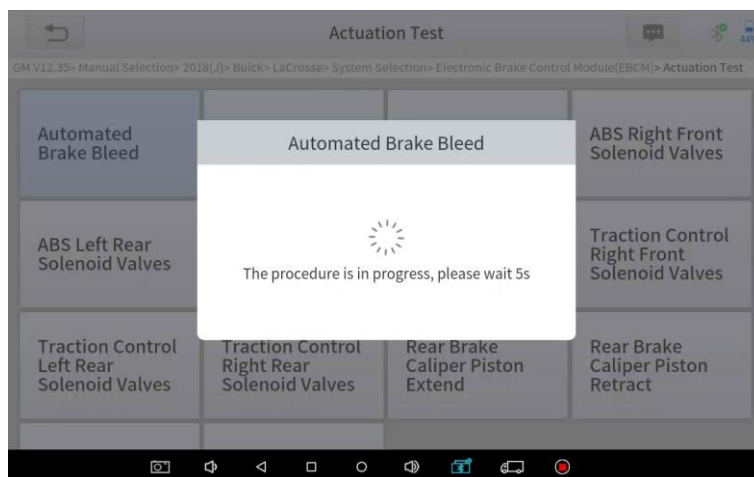 Actuation Test
44%
GM V12.35> Manual Selection> 2018(J)> Buick> LaCrosse> System Selection> Electronic Brake Control Module(EBCM)> Actuation Test
Automated
Brake Bleed
Automated Brake Bleed
ABS Right Front
Solenoid Valves
ABS Left Rear
Solenoid Valves
The procedure is in progress, please wait 5s
Traction Control
Right Front
Solenoid Valves
Traction Control
Left Rear
Solenoid Valves
Traction Control
Right Rear
Solenoid Valves
Rear Brake
Caliper Piston
Extend
Rear Brake
Caliper Piston
Retract